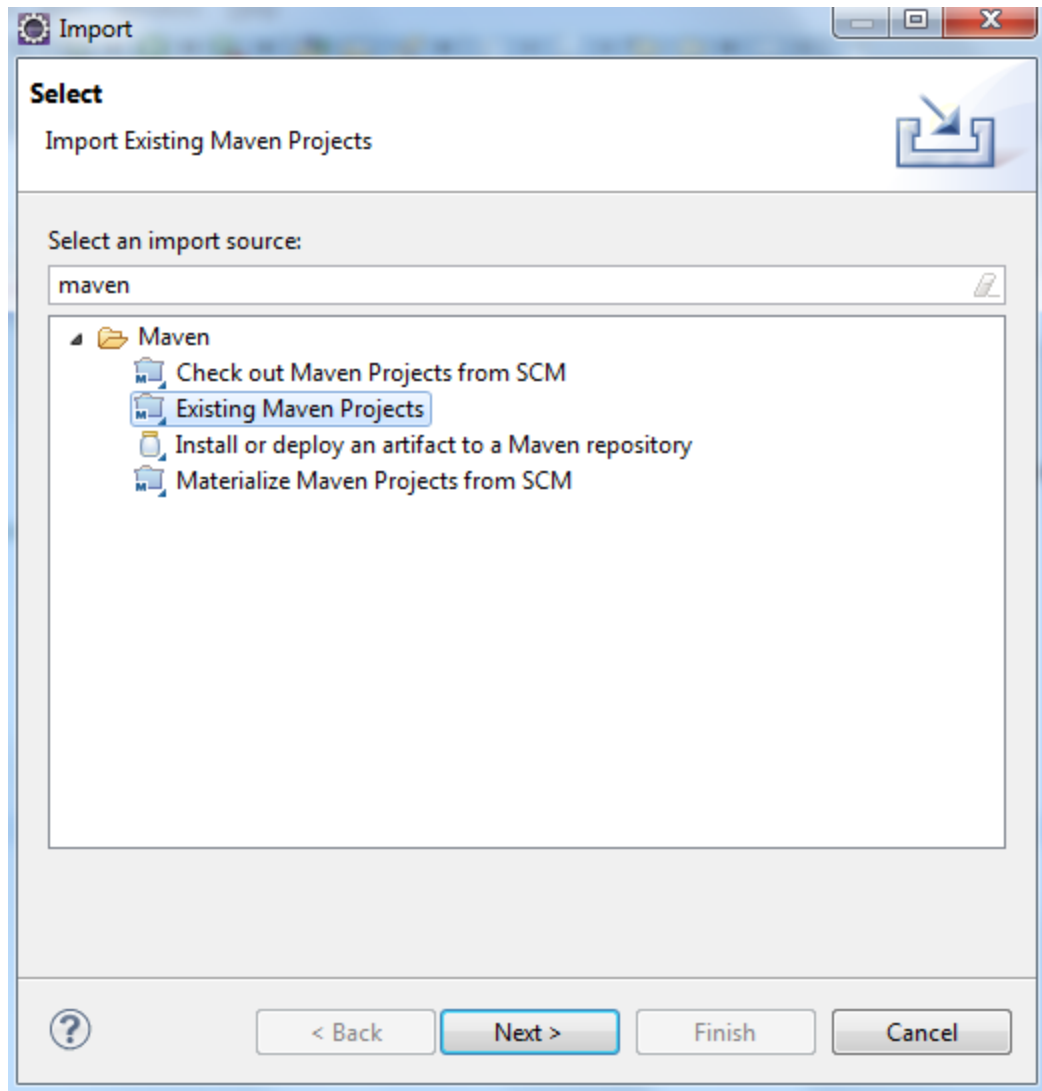 Import
Select
Import Existing Maven Projects
Select an import source:
maven
Maven
Check out Maven Projects from SCM
Existing Maven Projects
Install or deploy an artifact to a Maven repository
Materialize Maven Projects from SCM
? < Back Next > Finish Cancel